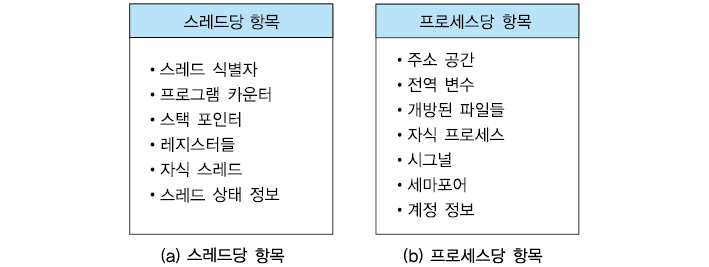 스레드당 항목
• 스레드 식별자
• 프로그램 카운터
• 스택 포인터
• 레지스터들
• 자식 스레드
• 스레드 상태 정보
(a) 스레드당 항목
프로세스당 항목
• 주소 공간
• 전역 변수
• 개방된 파일들
• 자식 프로세스
• 시그널
• 세마포어
• 계정 정보
(b) 프로세스당 항목